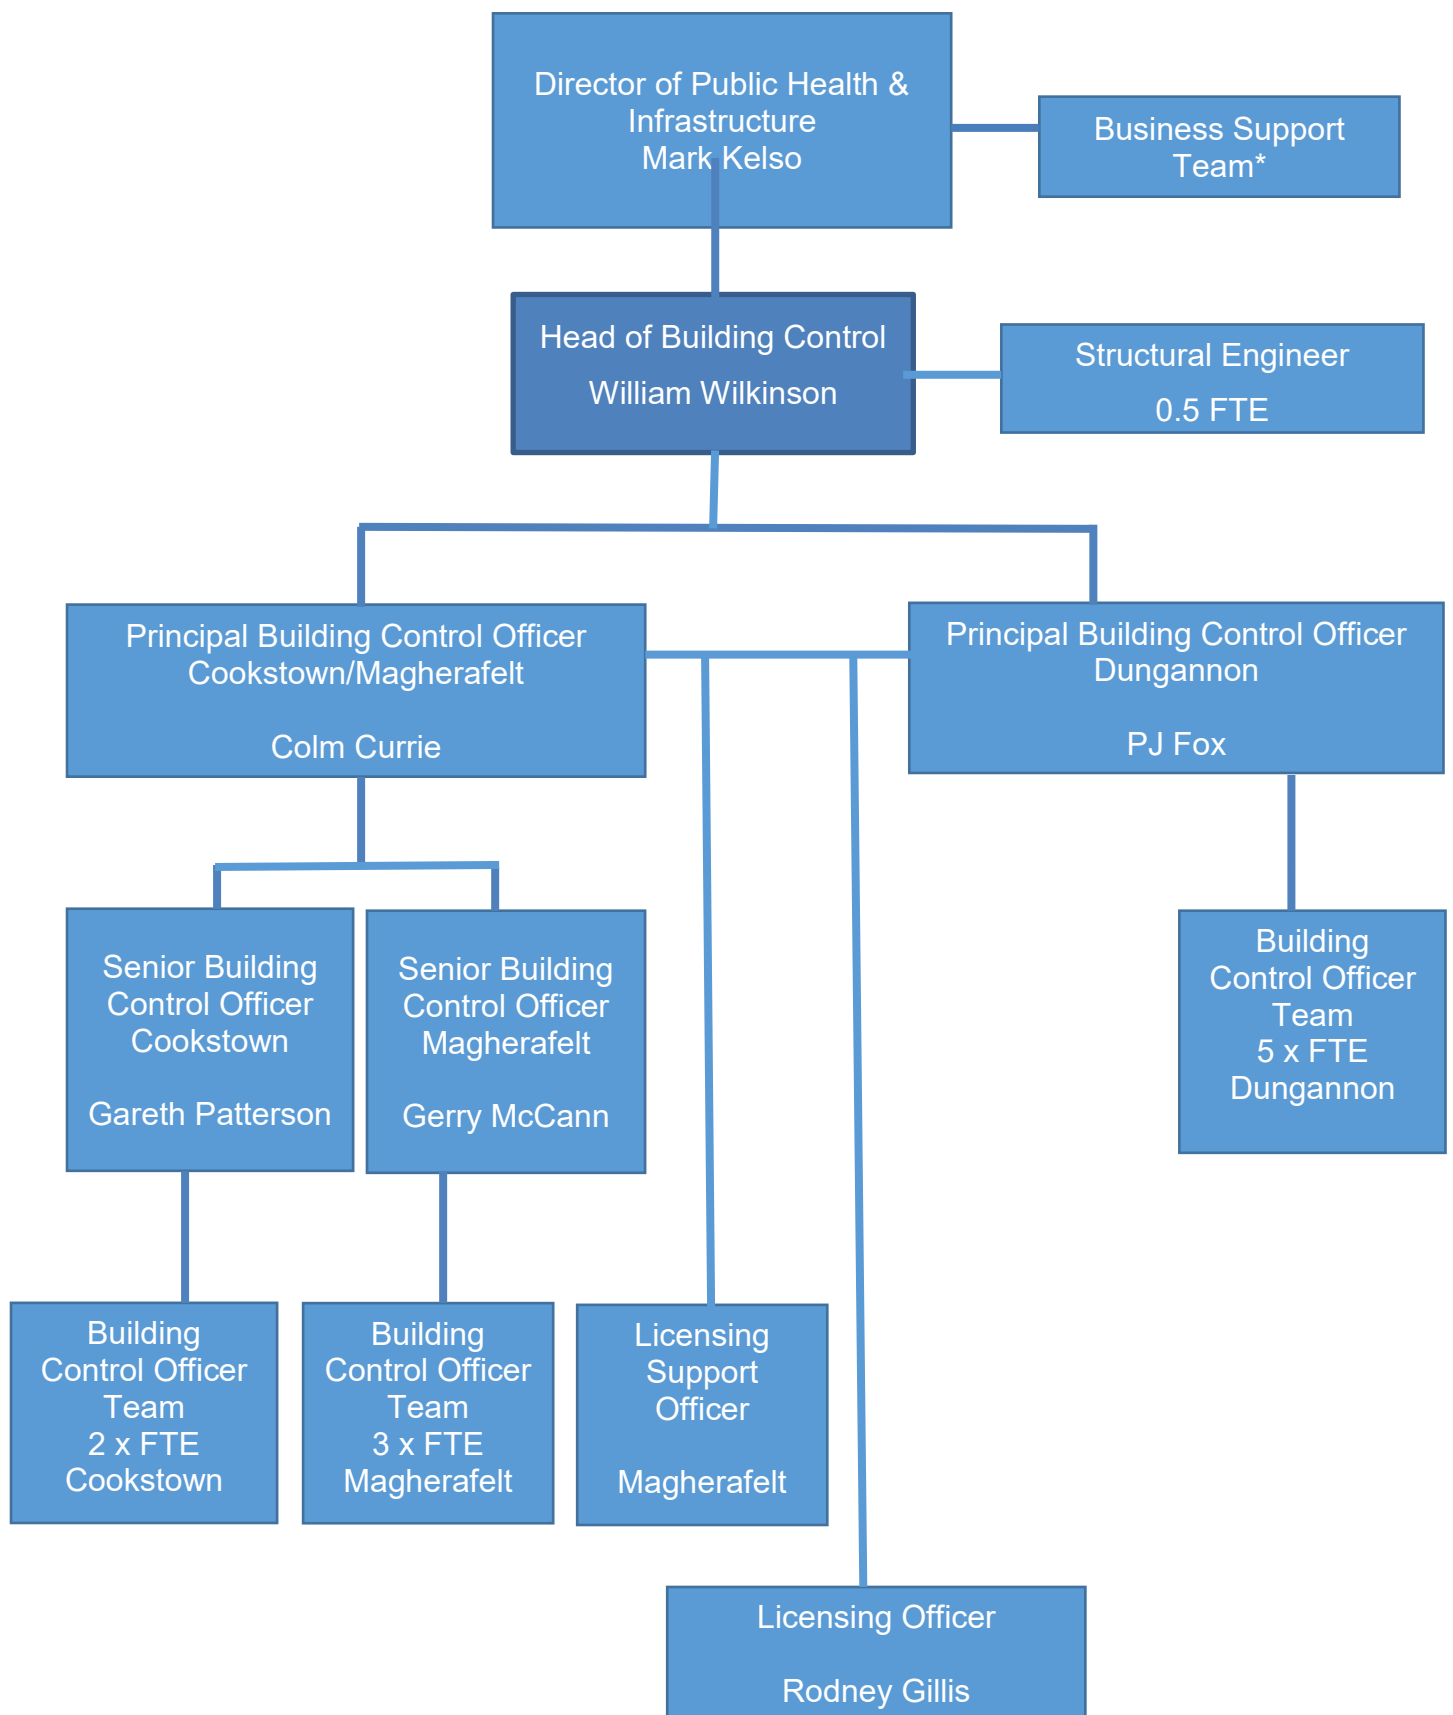 Director of Public Health &
Infrastructure
Mark Kelso
Business Support
Team*
Head of Building Control
William Wilkinson
Structural Engineer
0.5 FTE
Principal Building Control Officer
Cookstown/Magherafelt
Colm Currie
Principal Building Control Officer
Dungannon
PJ Fox
Senior Building
Control Officer
Cookstown
Gareth Patterson
Senior Building
Control Officer
Magherafelt
Gerry McCann
Building
Control Officer
Team
5 x FTE
Dungannon
Building
Control Officer
Team
2 x FTE
Cookstown
Building
Control Officer
Team
3 x FTE
Magherafelt
Licensing
Support
Officer
Magherafelt
Licensing Officer
Rodney Gillis